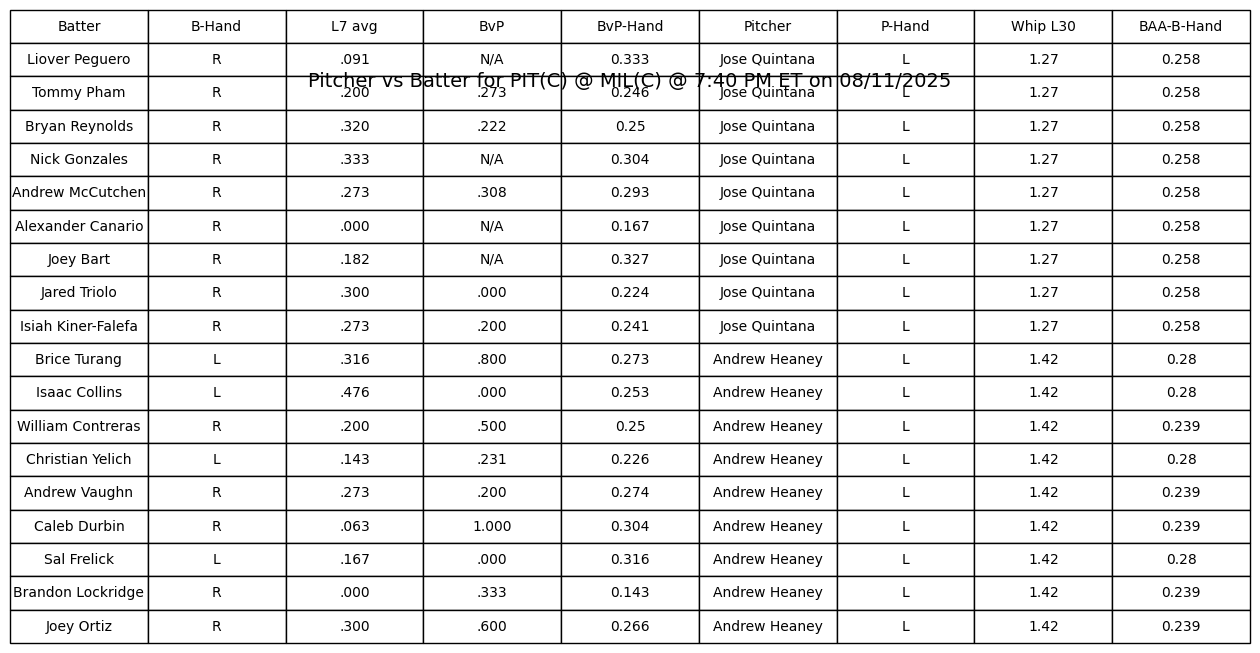 Batter B-Hand L7 avg BvP BvP-Hand Pitcher P-Hand Whip L30 BAA-B-Hand
Liover Peguero R .091 N/A 0.333 Jose Quintana L 1.27 0.258
Pitcher vs Batter for PIT(C) @ MIL(C) @ 7:40 PM ET on 08/11/2025
Tommy Pham R .200 .273 0.246 Jose Quintana L 1.27 0.258
Bryan Reynolds R .320 .222 0.25 Jose Quintana L 1.27 0.258
Nick Gonzales R .333 N/A 0.304 Jose Quintana L 1.27 0.258
Andrew McCutchen R .273 .308 0.293 Jose Quintana L 1.27 0.258
Alexander Canario R .000 N/A 0.167 Jose Quintana L 1.27 0.258
Joey Bart R .182 N/A 0.327 Jose Quintana L 1.27 0.258
Jared Triolo R .300 .000 0.224 Jose Quintana L 1.27 0.258
Isiah Kiner-Falefa R .273 .200 0.241 Jose Quintana L 1.27 0.258
Brice Turang L .316 .800 0.273 Andrew Heaney L 1.42 0.28
Isaac Collins L .476 .000 0.253 Andrew Heaney L 1.42 0.28
William Contreras R .200 .500 0.25 Andrew Heaney L 1.42 0.239
Christian Yelich L .143 .231 0.226 Andrew Heaney L 1.42 0.28
Andrew Vaughn R .273 .200 0.274 Andrew Heaney L 1.42 0.239
Caleb Durbin R .063 1.000 0.304 Andrew Heaney L 1.42 0.239
Sal Frelick L .167 .000 0.316 Andrew Heaney L 1.42 0.28
Brandon Lockridge R .000 .333 0.143 Andrew Heaney L 1.42 0.239
Joey Ortiz R .300 .600 0.266 Andrew Heaney L 1.42 0.239